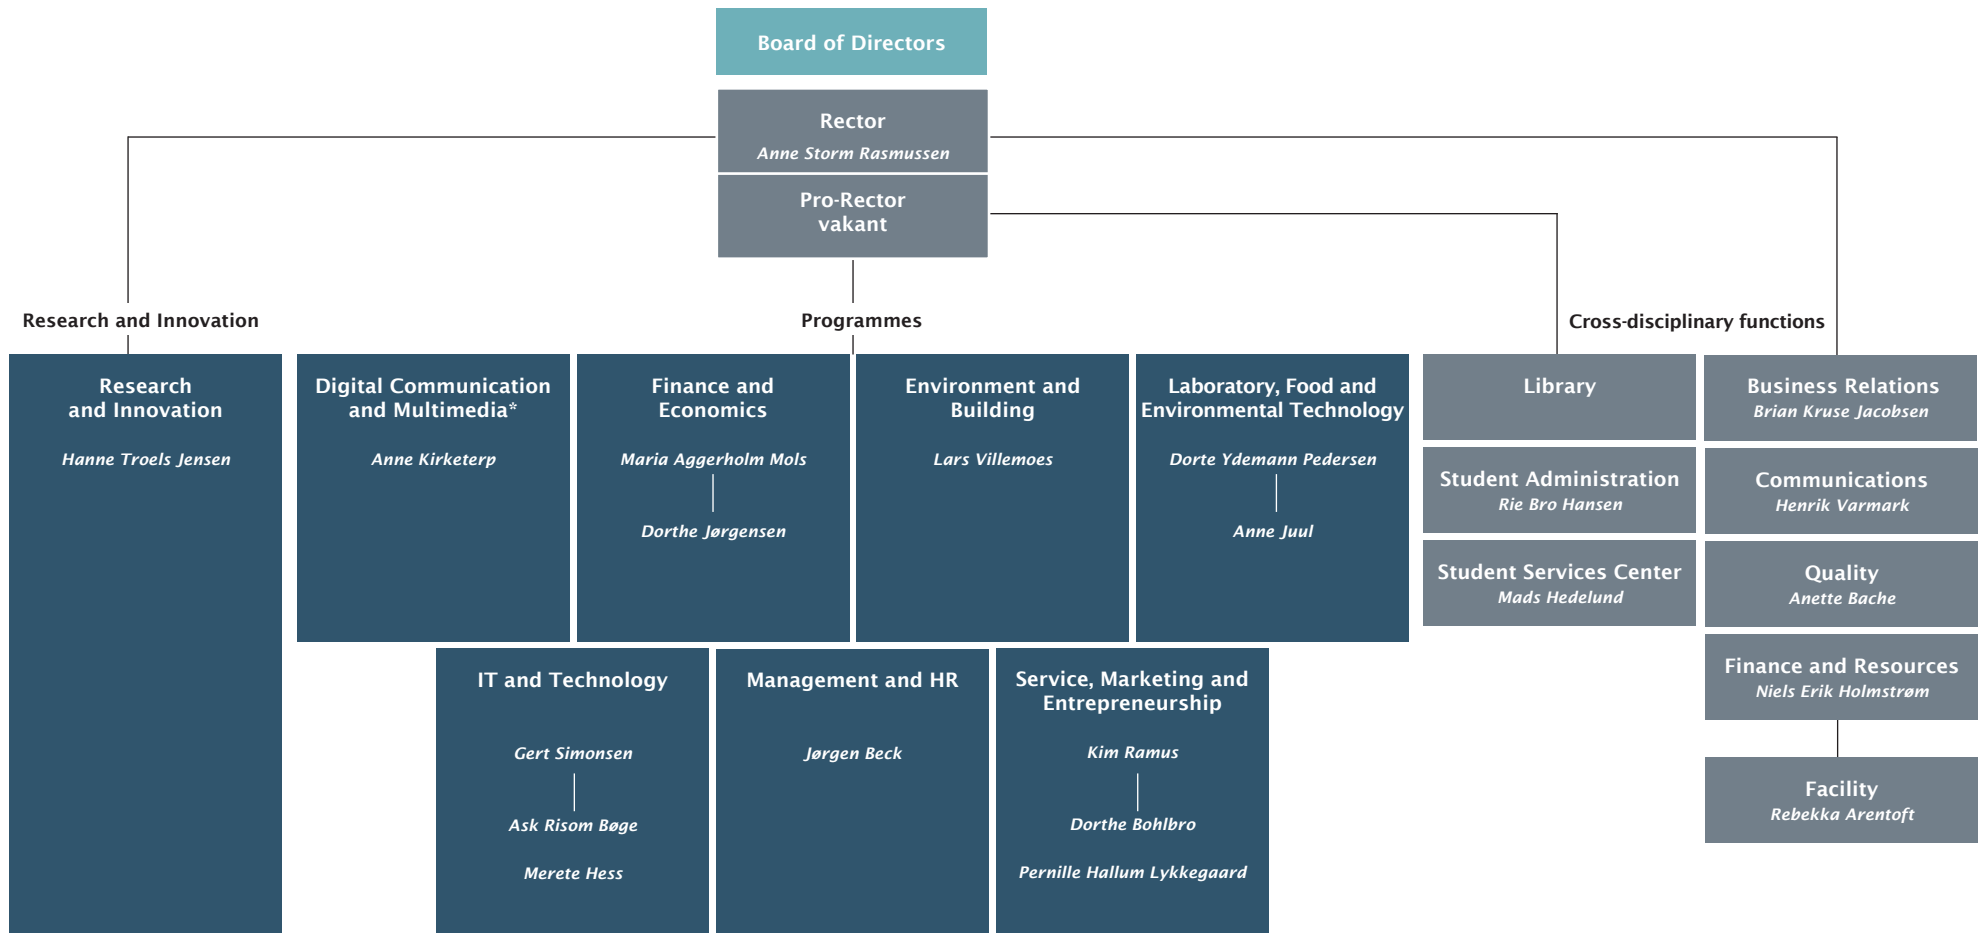 Board of Directors
Rector
Anne Storm Rasmussen
Pro-Rector
vakant
Research and Innovation
Programmes
Cross-disciplinary functions
Research
and Innovation
Hanne Troels Jensen
Digital Communication
and Multimedia*
Anne Kirketerp
Finance and
Economics
Maria Aggerholm Mols
Dorthe Jørgensen
Environment and
Building
Lars Villemoes
Laboratory, Food and
Environmental Technology
Dorte Ydemann Pedersen
Anne Juul
IT and Technology
Gert Simonsen
Ask Risom Bøge
Merete Hess
Management and HR
Jørgen Beck
Service, Marketing and
Entrepreneurship
Kim Ramus
Dorthe Bohlbro
Pernille Hallum Lykkegaard
Library
Student Administration
Rie Bro Hansen
Student Services Center
Mads Hedelund
Business Relations
Brian Kruse Jacobsen
Communications
Henrik Varmark
Quality
Anette Bache
Finance and Resources
Niels Erik Holmstrøm
Facility
Rebekka Arentoft